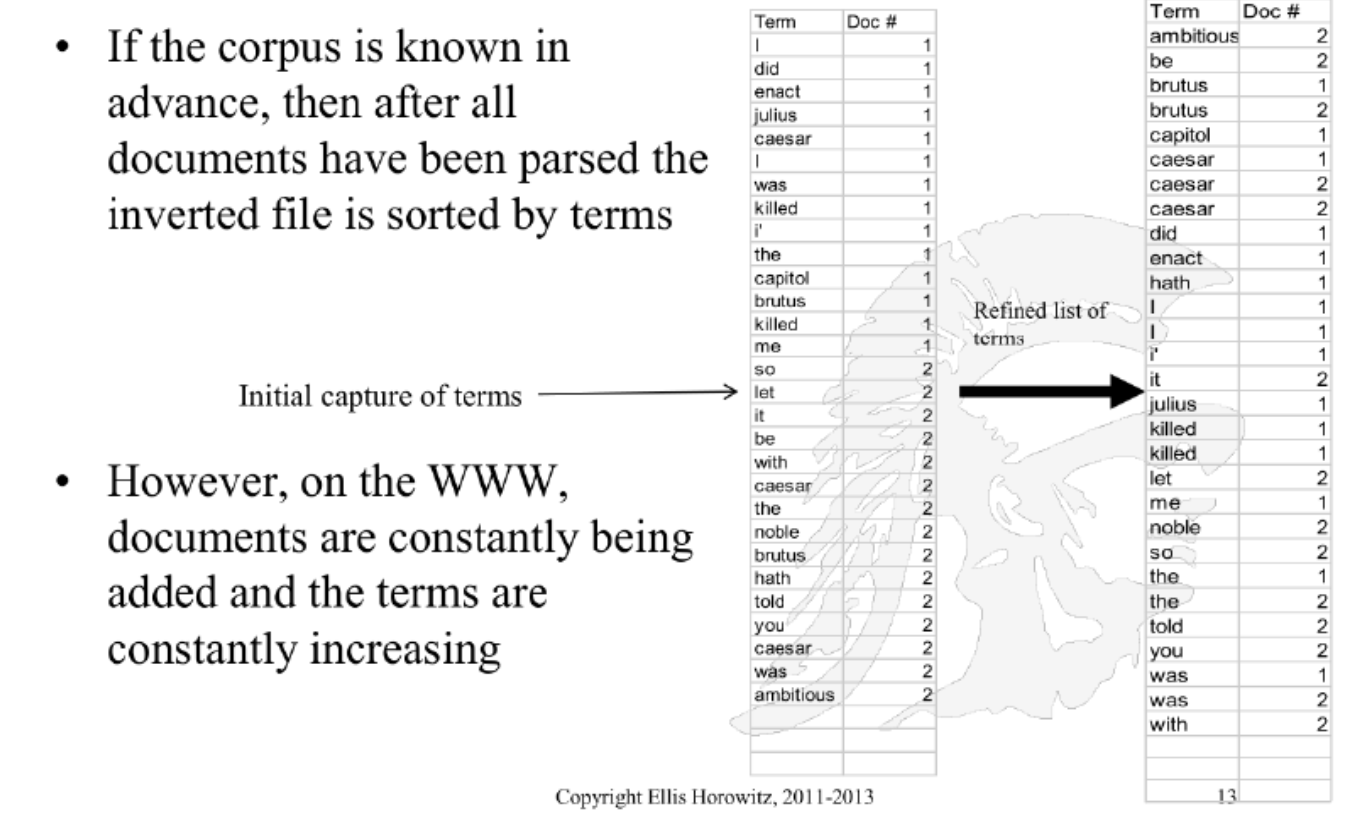 • If the corpus is known in
advance, then after all
documents have been parsed the
inverted file is sorted by terms
Initial capture of terms
• However, on the WWW,
documents are constantly being
added and the terms are
constantly increasing
Term Doc #
I 1
did 1
enact 1
julius 1
caesar 1
I 1
was 1
killed 1
i' 1
the 1
capitol 1
brutus 1
killed 1
me 1
so 2
let 2
it 2
be 2
with 2
caesar 2
the 2
noble 2
brutus 2
hath 2
told 2
you 2
caesar 2
was 2
ambitious 2
Refined list of
terms
Term Doc #
ambitious 2
be 2
brutus 1
brutus 2
capitol 1
caesar 1
caesar 2
caesar 2
did 1
enact 1
hath 1
I 1
I 1
i' 1
it 2
julius 1
killed 1
killed 1
let 2
me 1
noble 2
so 2
the 1
the 2
told 2
you 2
was 1
was 2
with 2
Copyright Ellis Horowitz, 2011-2013
13